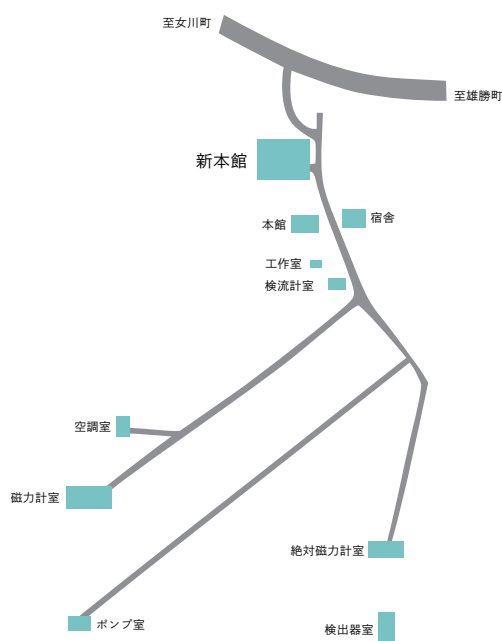 至女川町
至雄勝町
新本館
宿舎
本館
工作室
検流計室
空調室
磁力計室
絶対磁力計室
ポンプ室
検出器室